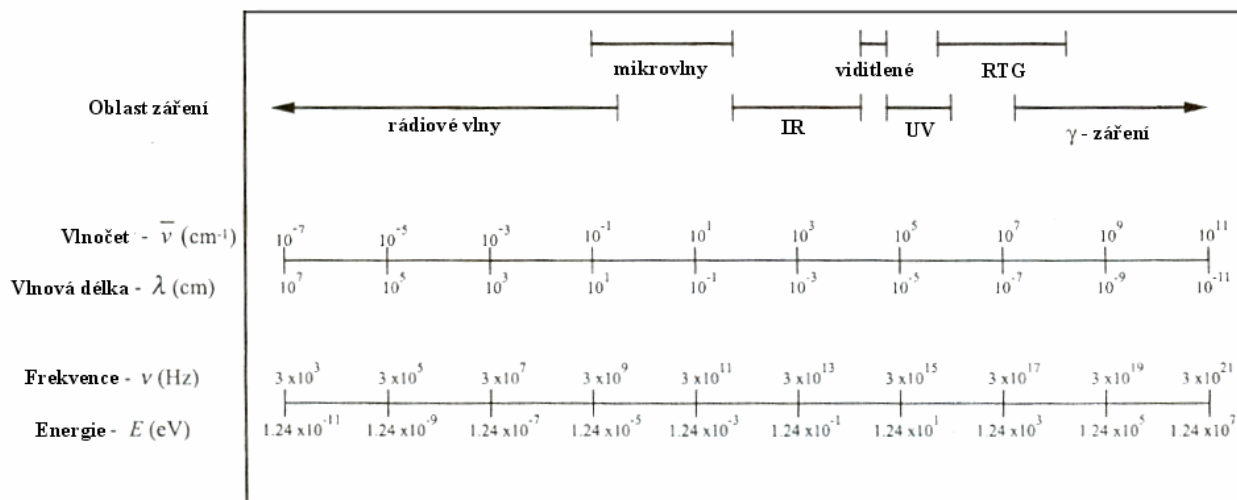 mikrovlny viditlené RTG
Oblast záření
rádiové vlny IR UV γ - záření
Vlnočet - ν̅ (cm⁻¹) 10⁻⁷ 10⁻⁵ 10⁻³ 10⁻¹ 10¹ 10³ 10⁵ 10⁷ 10⁹ 10¹¹
Vlnová délka - λ (cm) 10⁷ 10⁵ 10³ 10¹ 10⁻¹ 10⁻³ 10⁻⁵ 10⁻⁷ 10⁻⁹ 10⁻¹¹
Frekvence - ν (Hz) 3 x10³ 3 x10⁵ 3 x10⁷ 3 x10⁹ 3 x10¹¹ 3 x10¹³ 3 x10¹⁵ 3 x10¹⁷ 3 x10¹⁹ 3 x10²¹
Energie - E (eV) 1.24 x10⁻¹¹ 1.24 x10⁻⁹ 1.24 x10⁻⁷ 1.24 x10⁻⁵ 1.24 x10⁻³ 1.24 x10⁻¹ 1.24 x10¹ 1.24 x10³ 1.24 x10⁵ 1.24 x10⁷